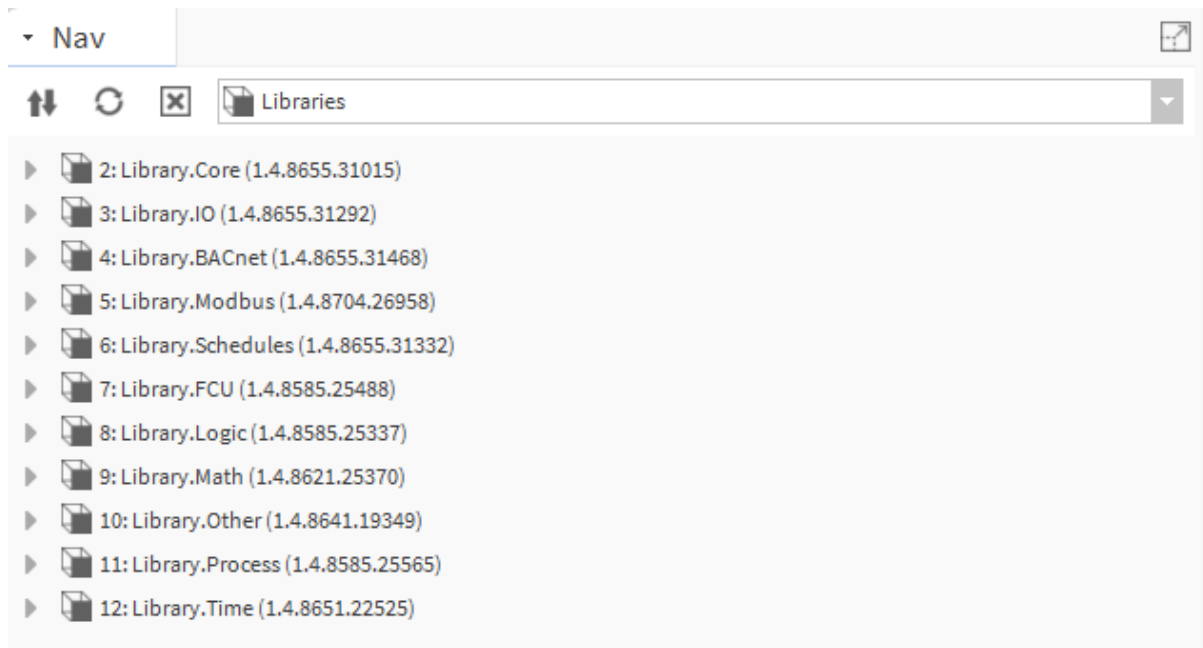 Nav
Libraries
2: Library.Core (1.4.8655.31015)
3: Library.IO (1.4.8655.31292)
4: Library.BACnet (1.4.8655.31468)
5: Library.Modbus (1.4.8704.26958)
6: Library.Schedules (1.4.8655.31332)
7: Library.FCU (1.4.8585.25488)
8: Library.Logic (1.4.8585.25337)
9: Library.Math (1.4.8621.25370)
10: Library.Other (1.4.8641.19349)
11: Library.Process (1.4.8585.25565)
12: Library.Time (1.4.8651.22525)